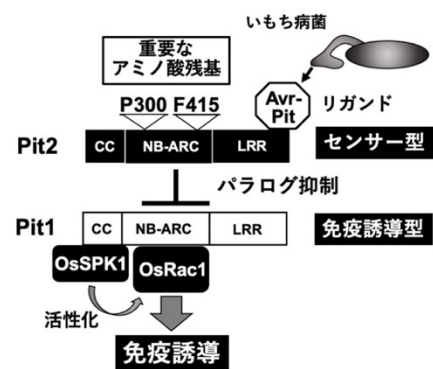 いもち病菌
重要な
アミノ酸残基
P300 F415
Avr-
Pit
リガンド
Pit2
CC
NB-ARC
LRR
センサー型
パラログ抑制
Pit1
CC
NB-ARC
LRR
免疫誘導型
OsSPK1
OsRac1
活性化
免疫誘導